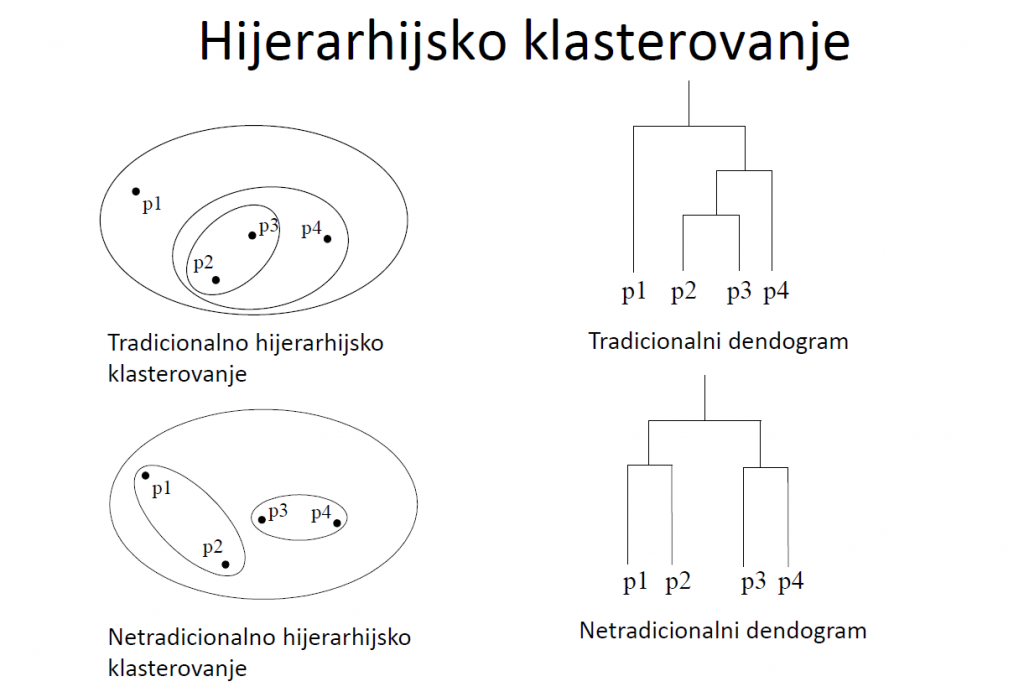 Hijerarhijsko klasterovanje
p1
p3
p4
p2
Tradicionalno hijerarhijsko
klasterovanje
p1 p2 p3 p4
Tradicionalni dendogram
p1
p3
p4
p2
Netradicionalno hijerarhijsko
klasterovanje
p1 p2 p3 p4
Netradicionalni dendogram